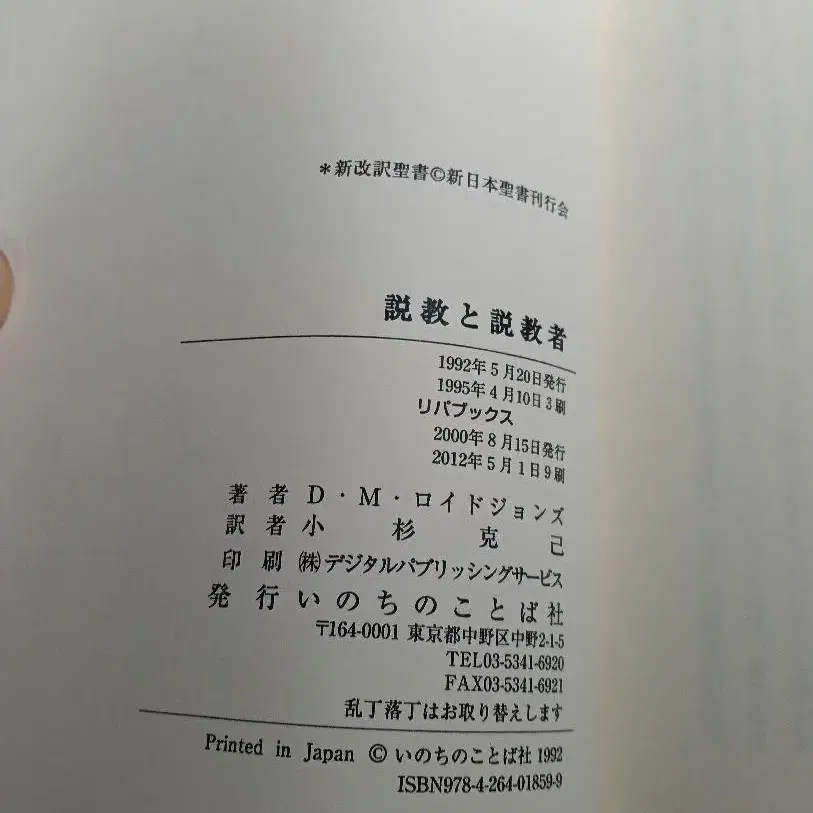 ＊新改訳聖書©新日本聖書刊行会
説教と説教者
1992年5月20日発行
1995年4月10日3刷
リバブックス
2000年8月15日発行
2012年5月1日9刷
著者 D・M・ロイドジョンズ
訳者 小杉克己
印刷 ㈱デジタルパブリッシングサービス
発行 いのちのことば社
〒164-0001 東京都中野区中野2-1-5
TEL03-5341-6920
FAX03-5341-6921
乱丁落丁はお取り替えします
Printed in Japan © いのちのことば社 1992
ISBN978-4-264-01859-9